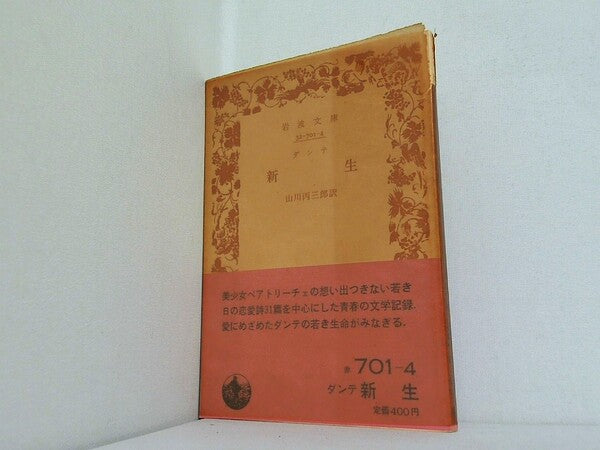 岩波文庫
32-701-4
ダンテ
新生
山川丙三郎訳
美少女ベアトリーチェの想い出つきない若き
日の恋愛詩31篇を中心にした青春の文学記録.
愛にめざめたダンテの若き生命がみなぎる.
赤 701-4
ダンテ 新生
定価400円